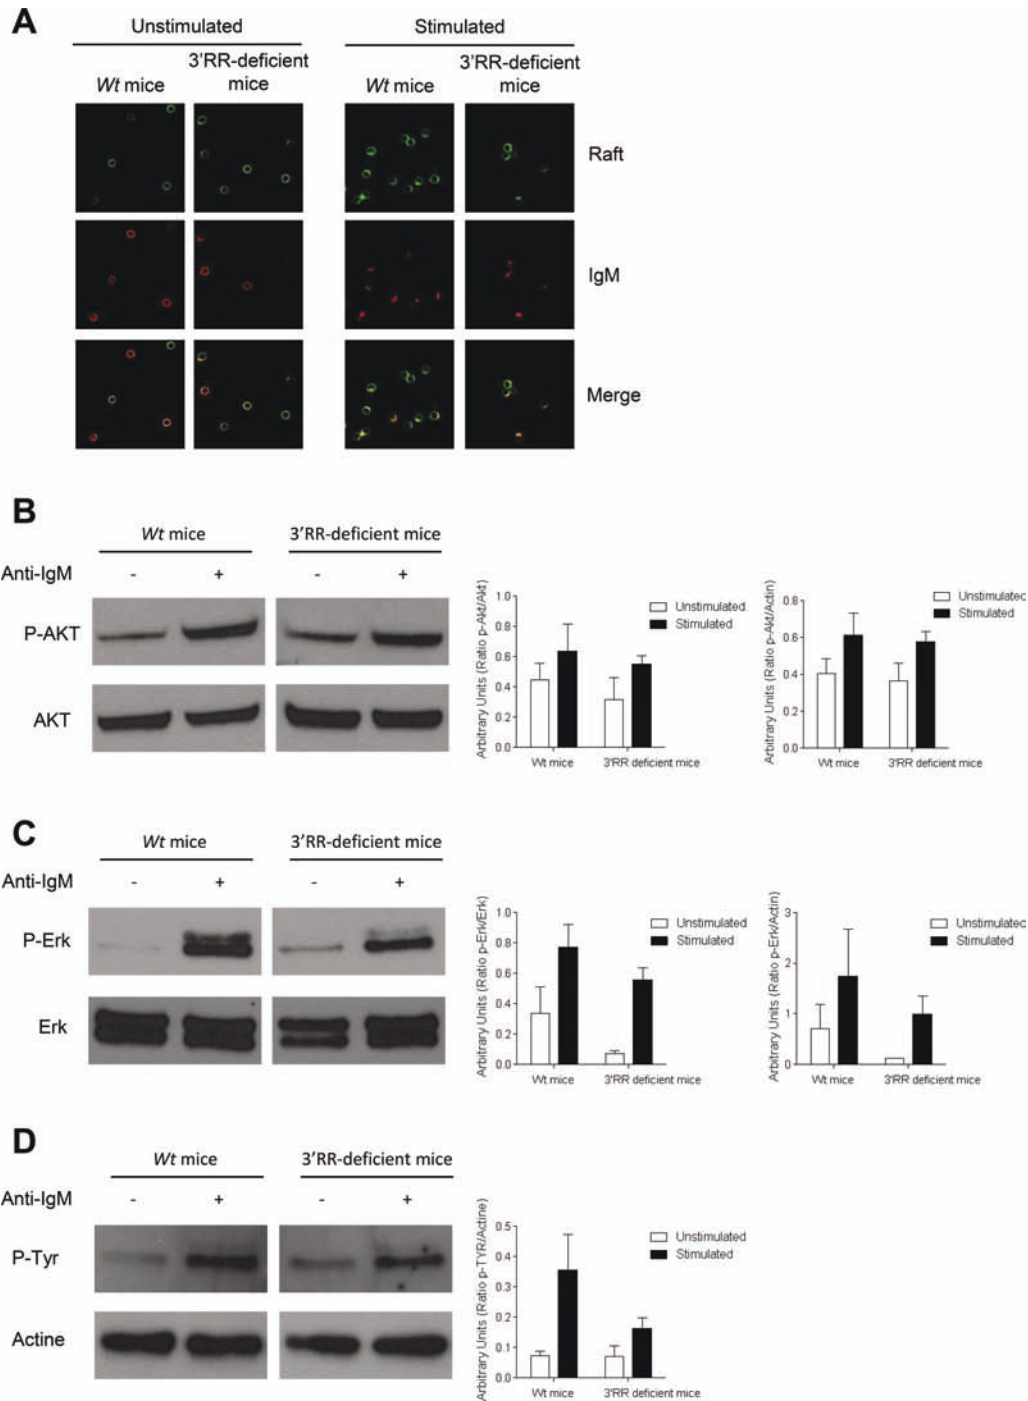 A
Unstimulated
Stimulated
Wt mice
3'RR-deficient
mice
Wt mice
3'RR-deficient
mice
Raft
IgM
Merge
B
Wt mice
3'RR-deficient mice
Anti-IgM - + - +
P-AKT
AKT
Arbitrary Units (Ratio p-Akt/Akt)
1.0
0.8
0.6
0.4
0.2
0.0
Unstimulated
Stimulated
Wt mice
3'RR deficient mice
Arbitrary Units (Ratio p-Akt/Actin)
0.8
0.6
0.4
0.2
0.0
Unstimulatec
Stimulated
Wt mice
3'RR deficient mice
C
Wt mice
3'RR-deficient mice
Anti-IgM - + - +
P-Erk
Erk
Arbitrary Units (Ratio p-Erk/Erk)
1.0
0.8
0.6
0.4
0.2
0.0
Unstimulated
Stimulated
Wt mice
3'RR deficient mice
Arbitrary Units (Ratio p-Erk/Actin)
3
2
1
0
Unstimulatec
Stimulated
Wt mice
3'RR deficient mice
D
Wt mice
3'RR-deficient mice
Anti-IgM - + - +
P-Tyr
Actine
Arbitrary Units (Ratio p-TYR/Actine)
0.5
0.4
0.3
0.2
0.1
0.0
Unstimulated
Stimulated
Wt mice
3'RR deficient mice